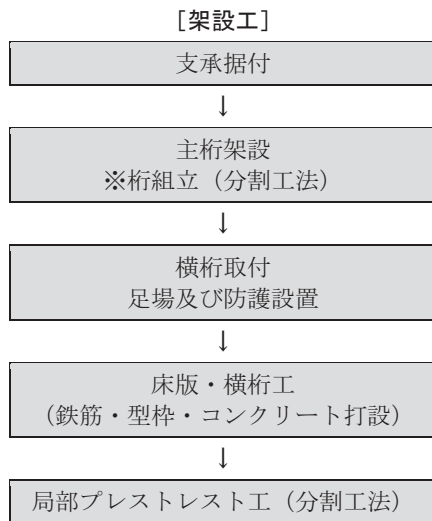 ［架設工］
支承据付
↓
主桁架設
※桁組立（分割工法）
↓
横桁取付
足場及び防護設置
↓
床版・横桁工
（鉄筋・型枠・コンクリート打設）
↓
局部プレストレスト工（分割工法）